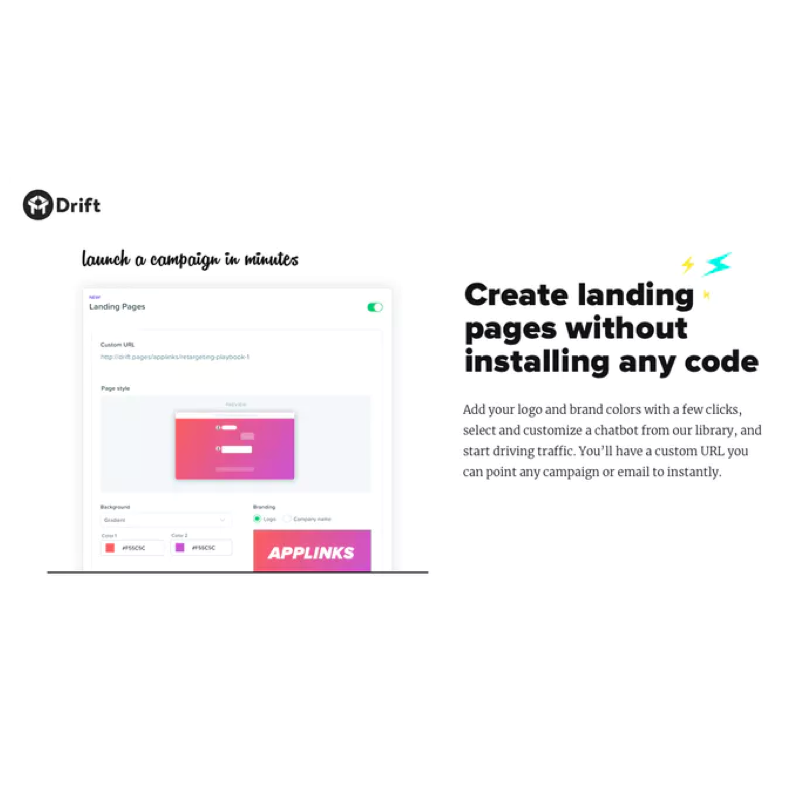 Drift
launch a campaign in minutes
NEW!
Landing Pages
Custom URL
http://drift.pages/applinks/retargeting-playbook-1
Page style
PREVIEW
Background
Gradient
Color 1
Color 2
#F55C5C
#F55C5C
Branding
Logo
Company name
APPLINKS
Create landing
pages without
installing any code
Add your logo and brand colors with a few clicks,
select and customize a chatbot from our library, and
start driving traffic. You’ll have a custom URL you
can point any campaign or email to instantly.